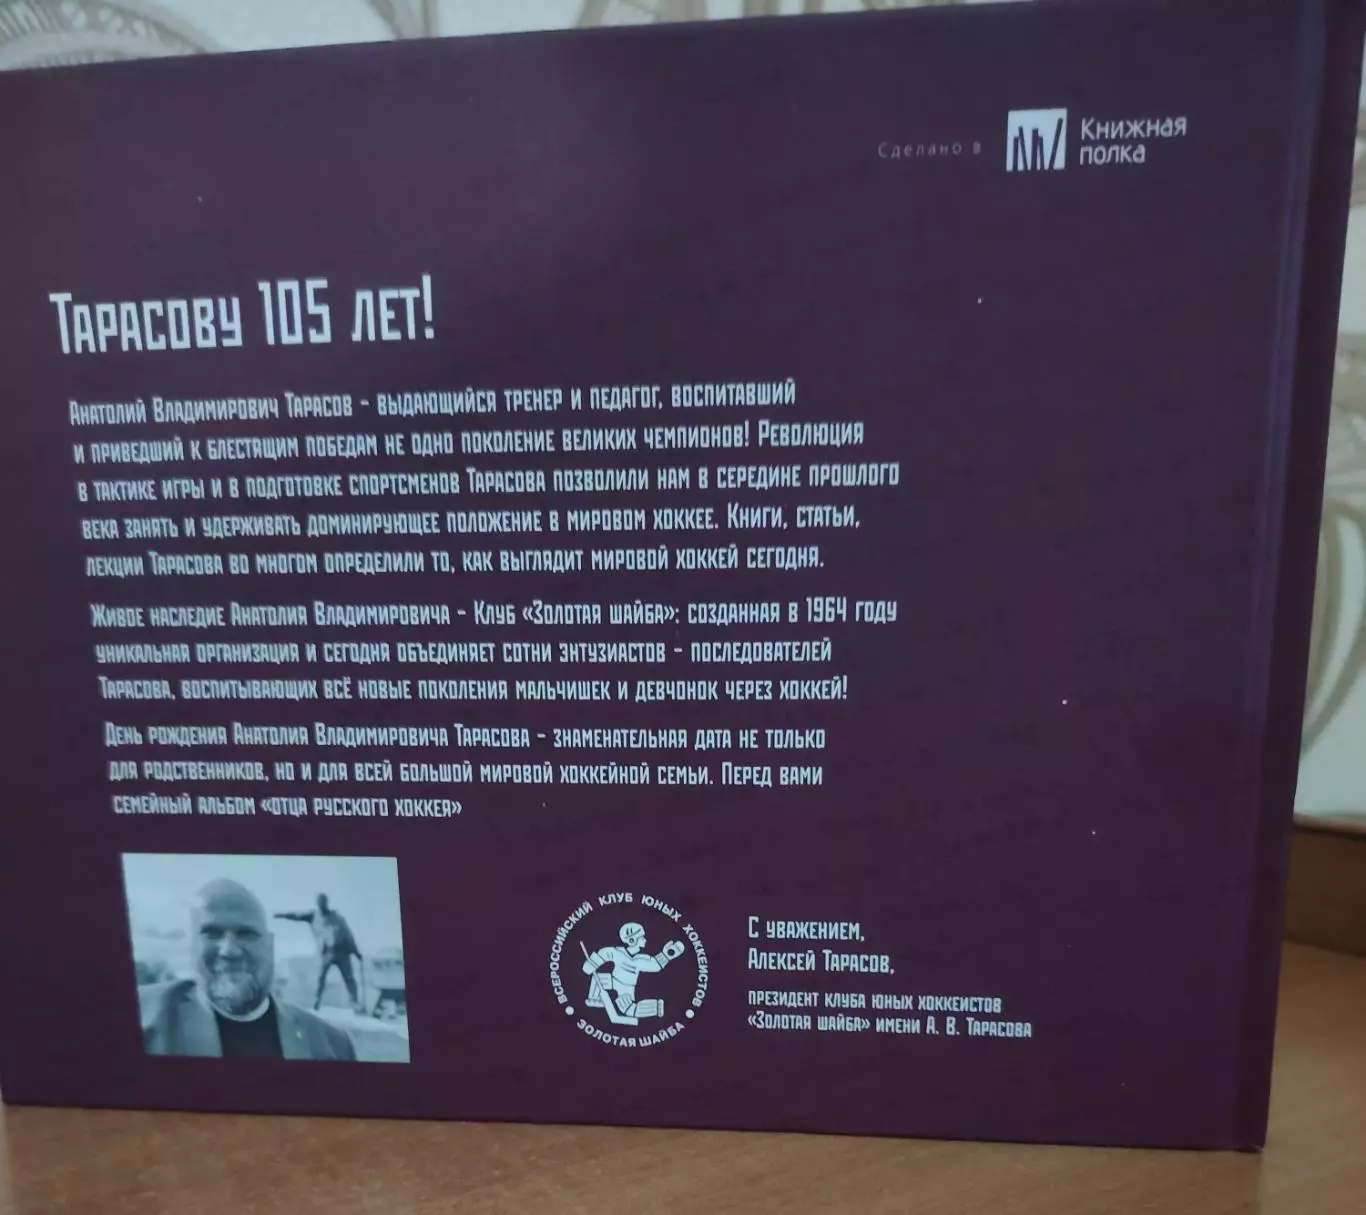 Сделано в
Книжная
полка
Тарасову 105 лет!
Анатолий Владимирович Тарасов - выдающийся тренер и педагог, воспитавший
и приведший к блестящим победам не одно поколение великих чемпионов! Революция
в тактике игры и в подготовке спортсменов Тарасова позволили нам в середине прошлого
века занять и удерживать доминирующее положение в мировом хоккее. Книги, статьи,
лекции Тарасова во многом определили то, как выглядит мировой хоккей сегодня.
Живое наследие Анатолия Владимировича - Клуб «Золотая шайба»: созданная в 1964 году
уникальная организация и сегодня объединяет сотни энтузиастов - последователей
Тарасова, воспитывающих всё новые поколения мальчишек и девчонок через хоккей!
День рождения Анатолия Владимировича Тарасова - знаменательная дата не только
для родственников, но и для всей большой мировой хоккейной семьи. Перед вами
семейный альбом «отца русского хоккея»
ВСЕРОССИЙСКИЙ КЛУБ ЮНЫХ ХОККЕИСТОВ
ЗОЛОТАЯ ШАЙБА
С уважением,
Алексей Тарасов,
президент клуба юных хоккеистов
«Золотая шайба» имени А. В. Тарасова